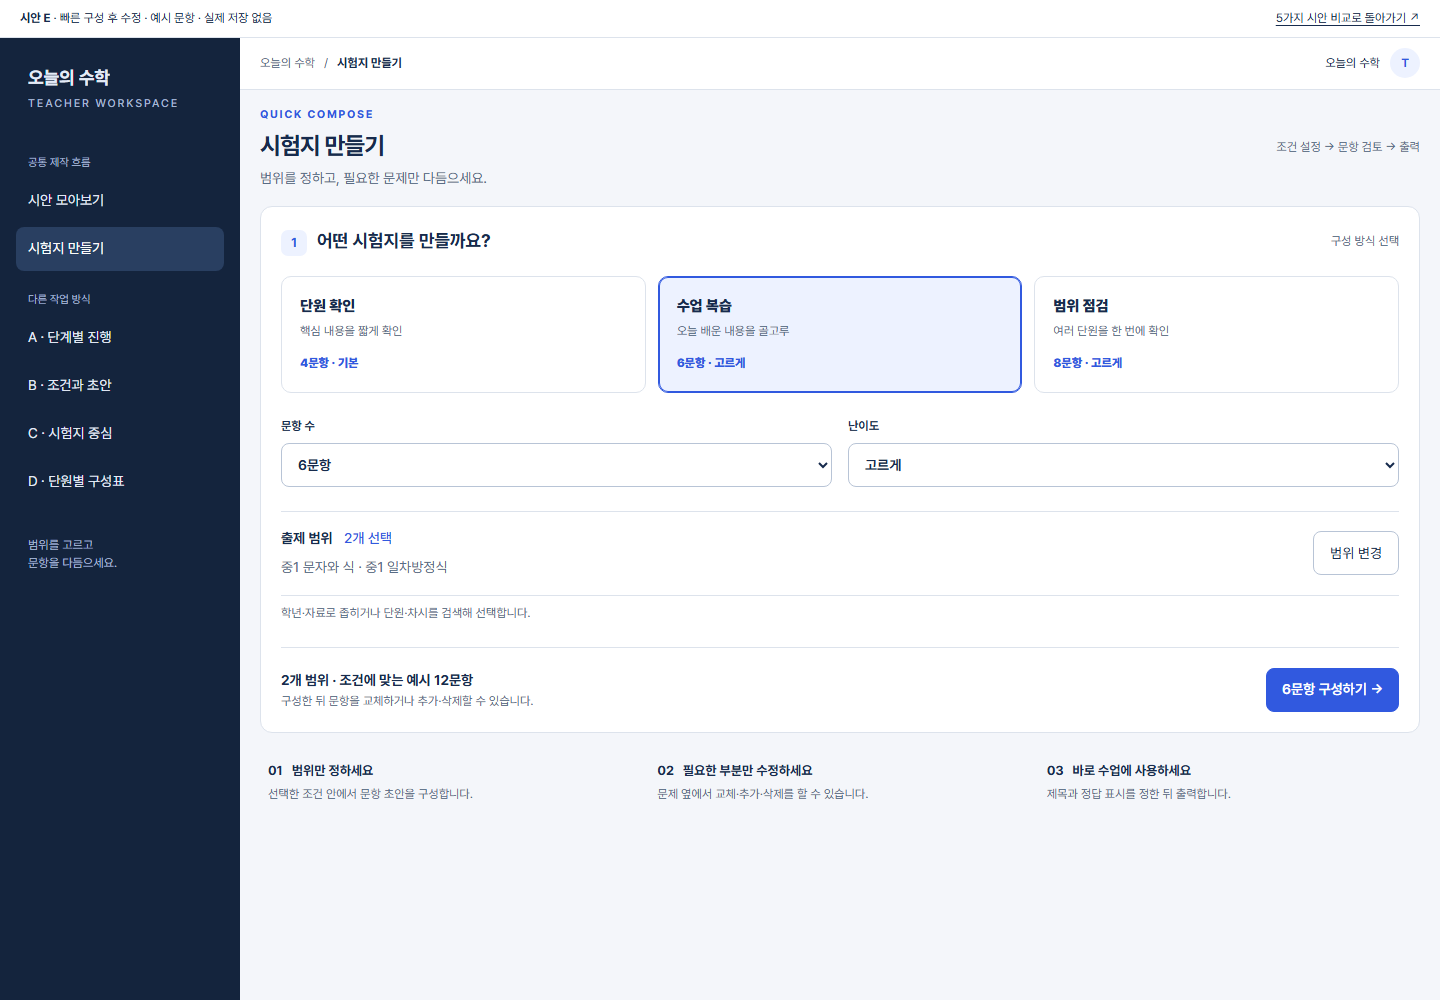 시안 E · 빠른 구성 후 수정 · 예시 문항 · 실제 저장 없음
5가지 시안 비교로 돌아가기 ↗
오늘의 수학
TEACHER WORKSPACE
공통 제작 흐름
시안 모아보기
시험지 만들기
다른 작업 방식
A · 단계별 진행
B · 조건과 초안
C · 시험지 중심
D · 단원별 구성표
범위를 고르고
문항을 다듬으세요.
오늘의 수학 / 시험지 만들기
오늘의 수학 T
QUICK COMPOSE
시험지 만들기
조건 설정 → 문항 검토 → 출력
범위를 정하고, 필요한 문제만 다듬으세요.
1 어떤 시험지를 만들까요?
구성 방식 선택
단원 확인
핵심 내용을 짧게 확인
4문항 · 기본
수업 복습
오늘 배운 내용을 골고루
6문항 · 고르게
범위 점검
여러 단원을 한 번에 확인
8문항 · 고르게
문항 수
6문항
난이도
고르게
출제 범위 2개 선택
중1 문자와 식 · 중1 일차방정식
범위 변경
학년·자료로 좁히거나 단원·차시를 검색해 선택합니다.
2개 범위 · 조건에 맞는 예시 12문항
구성한 뒤 문항을 교체하거나 추가·삭제할 수 있습니다.
6문항 구성하기 →
01 범위만 정하세요
선택한 조건 안에서 문항 초안을 구성합니다.
02 필요한 부분만 수정하세요
문제 옆에서 교체·추가·삭제를 할 수 있습니다.
03 바로 수업에 사용하세요
제목과 정답 표시를 정한 뒤 출력합니다.